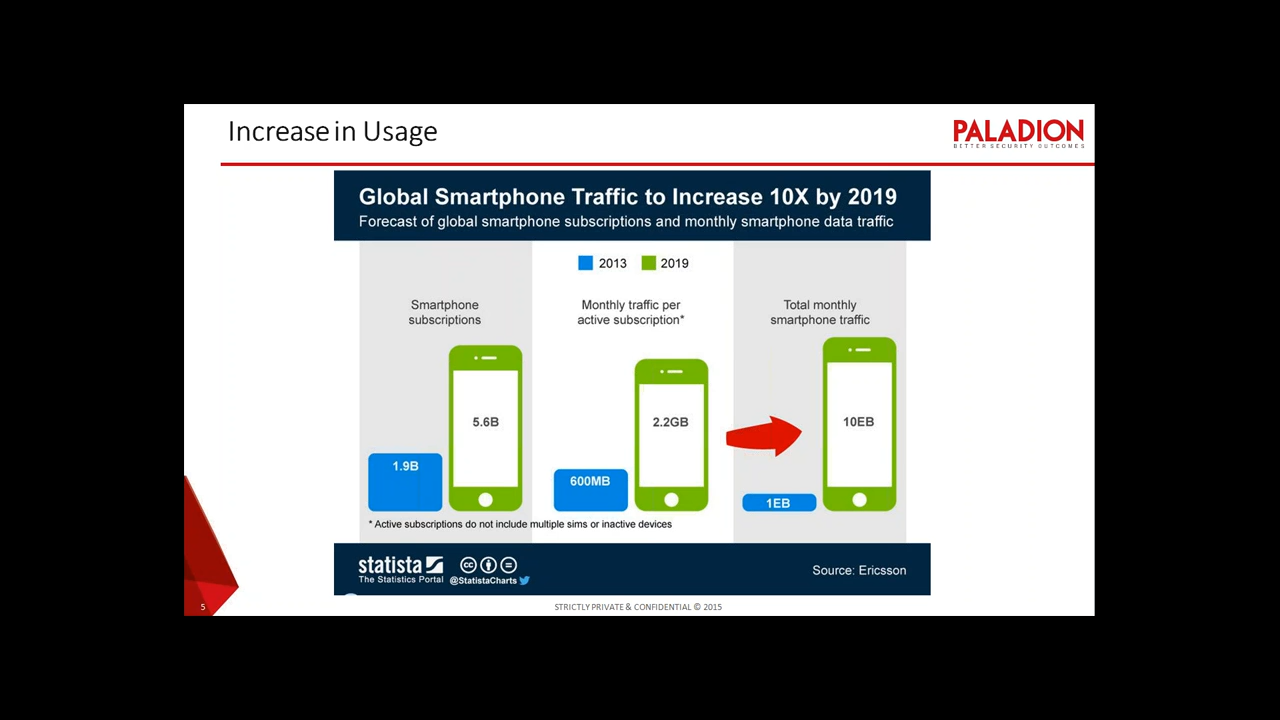 Increase in Usage
PALADION
BETTER SECURITY OUTCOMES
Global Smartphone Traffic to Increase 10X by 2019
Forecast of global smartphone subscriptions and monthly smartphone data traffic
2013
2019
Smartphone
subscriptions
Monthly traffic per
active subscription*
Total monthly
smartphone traffic
1.9B
5.6B
600MB
2.2GB
1EB
10EB
* Active subscriptions do not include multiple sims or inactive devices
statista
The Statistics Portal
@StatistaCharts
Source: Ericsson
5
STRICTLY PRIVATE & CONFIDENTIAL © 2015